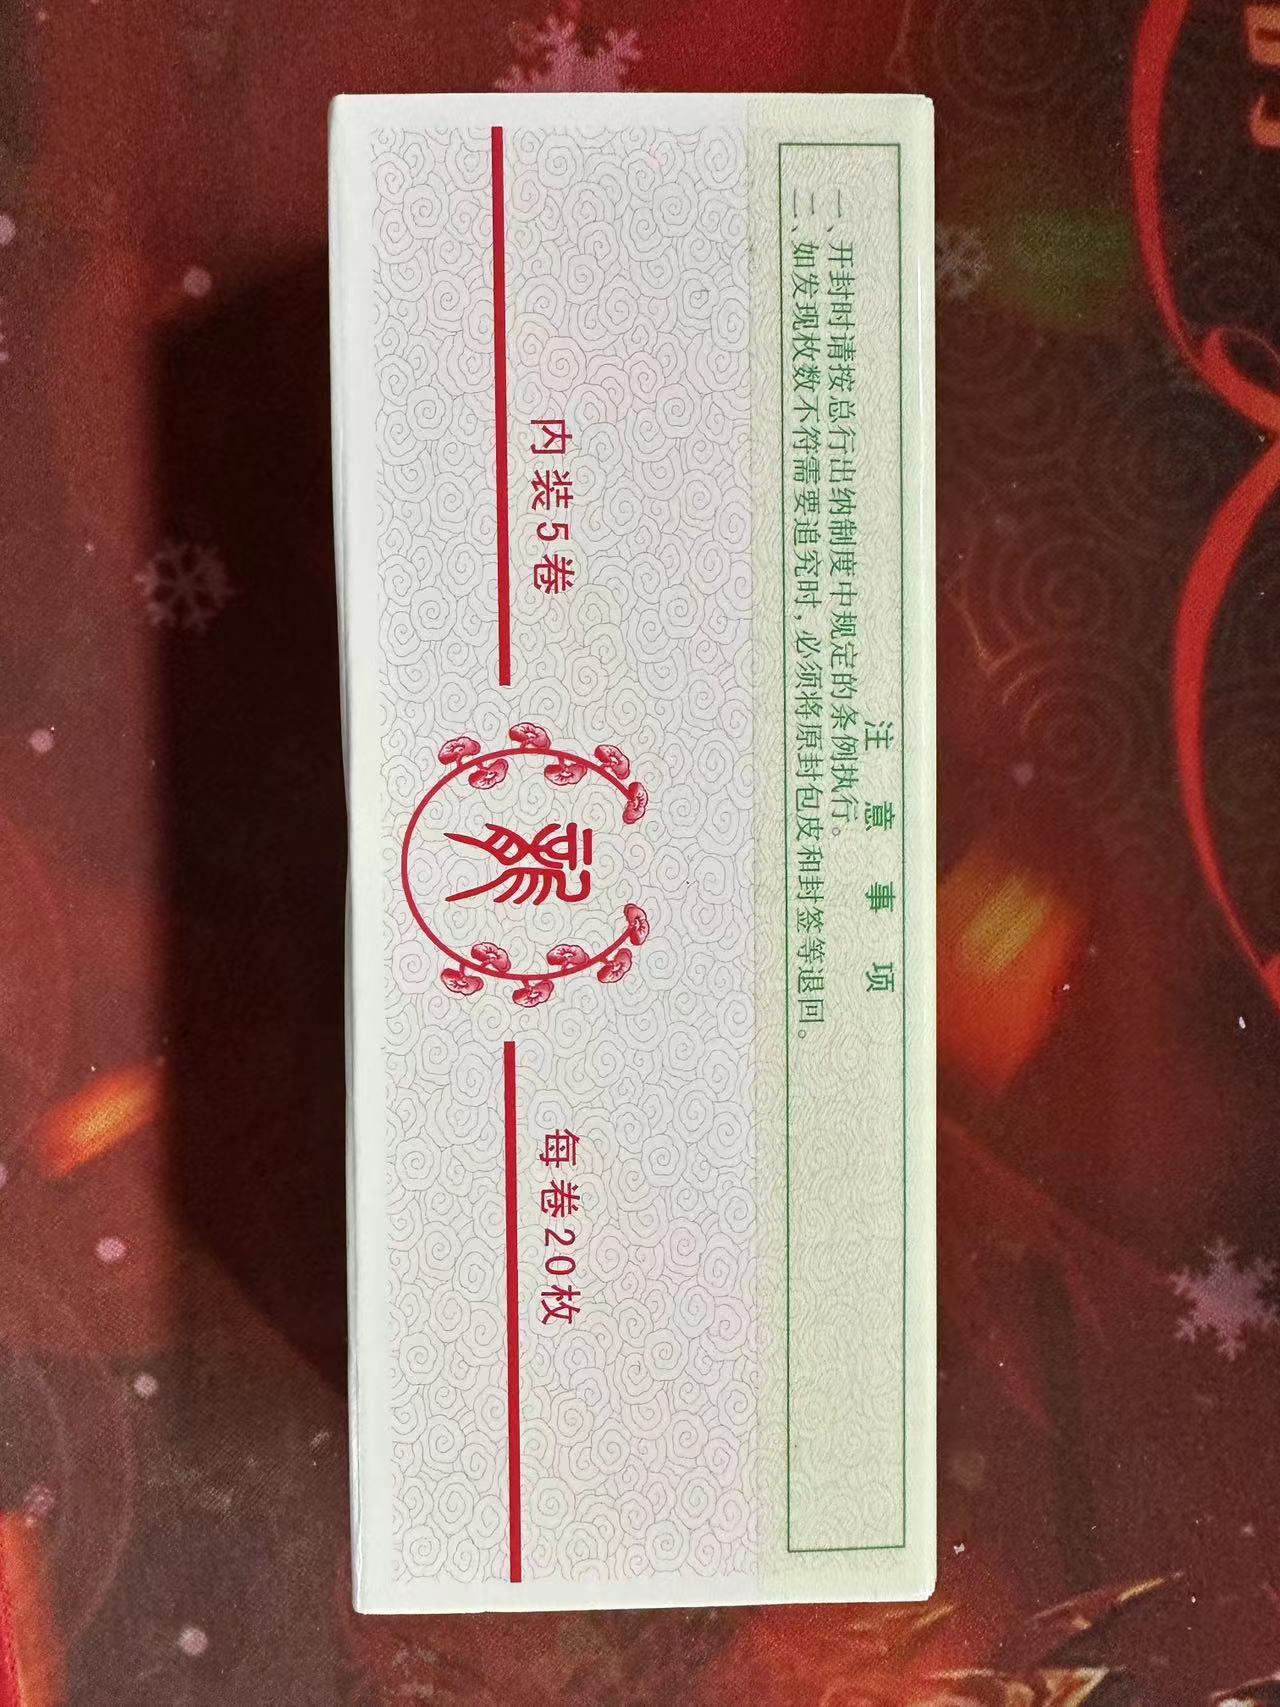 注意事项
一、开封时请按总行出纳制度中规定的条例执行。
二、如发现枚数不符需要追究时，必须将原封包皮和封签等退回。
内装5卷
每卷20枚